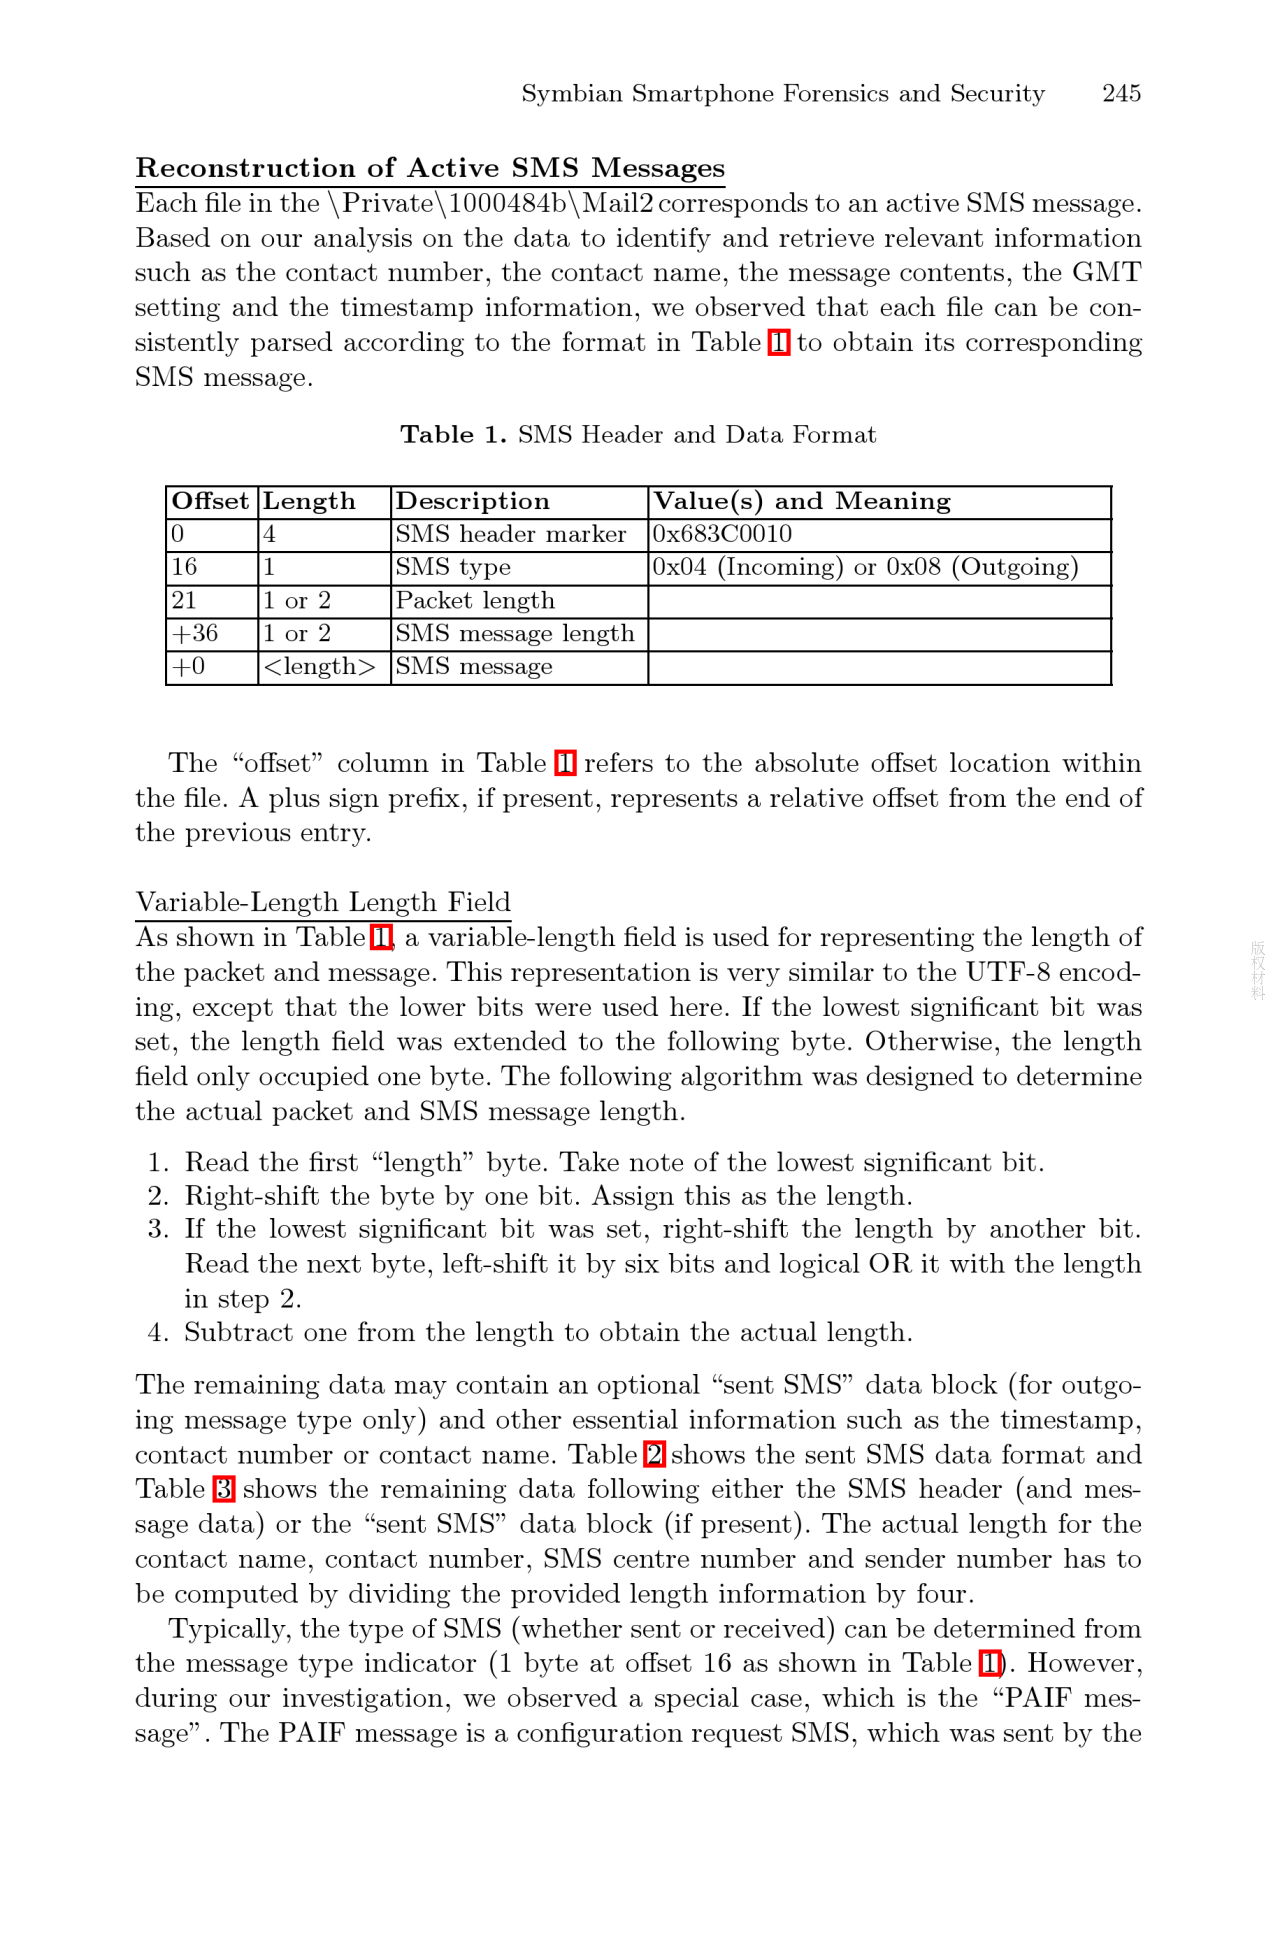 Symbian Smartphone Forensics and Security 245
Reconstruction of Active SMS Messages
Each file in the \Private\1000484b\Mail2 corresponds to an active SMS message.
Based on our analysis on the data to identify and retrieve relevant information
such as the contact number, the contact name, the message contents, the GMT
setting and the timestamp information, we observed that each file can be con-
sistently parsed according to the format in Table 1 to obtain its corresponding
SMS message.
Table 1. SMS Header and Data Format
Offset Length Description Value(s) and Meaning
0 4 SMS header marker 0x683C0010
16 1 SMS type 0x04 (Incoming) or 0x08 (Outgoing)
21 1 or 2 Packet length
+36 1 or 2 SMS message length
+0 <length> SMS message
The “offset” column in Table 1 refers to the absolute offset location within
the file. A plus sign prefix, if present, represents a relative offset from the end of
the previous entry.
Variable-Length Length Field
As shown in Table 1, a variable-length field is used for representing the length of
the packet and message. This representation is very similar to the UTF-8 encod-
ing, except that the lower bits were used here. If the lowest significant bit was
set, the length field was extended to the following byte. Otherwise, the length
field only occupied one byte. The following algorithm was designed to determine
the actual packet and SMS message length.
1. Read the first “length” byte. Take note of the lowest significant bit.
2. Right-shift the byte by one bit. Assign this as the length.
3. If the lowest significant bit was set, right-shift the length by another bit.
Read the next byte, left-shift it by six bits and logical OR it with the length
in step 2.
4. Subtract one from the length to obtain the actual length.
The remaining data may contain an optional “sent SMS” data block (for outgo-
ing message type only) and other essential information such as the timestamp,
contact number or contact name. Table 2 shows the sent SMS data format and
Table 3 shows the remaining data following either the SMS header (and mes-
sage data) or the “sent SMS” data block (if present). The actual length for the
contact name, contact number, SMS centre number and sender number has to
be computed by dividing the provided length information by four.
Typically, the type of SMS (whether sent or received) can be determined from
the message type indicator (1 byte at offset 16 as shown in Table 1). However,
during our investigation, we observed a special case, which is the “PAIF mes-
sage”. The PAIF message is a configuration request SMS, which was sent by the
版权材料